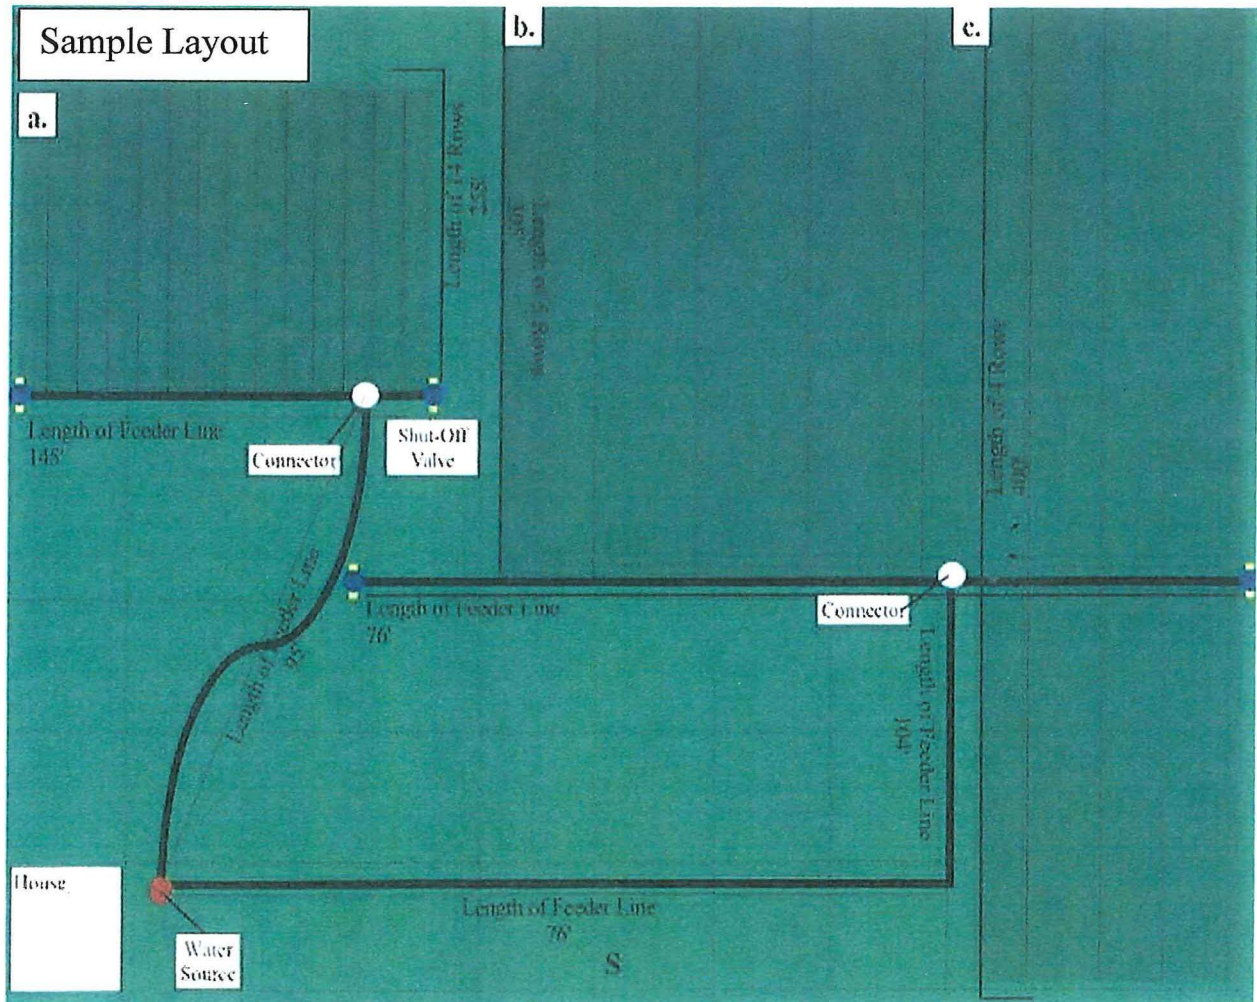 Sample Layout
a.
b.
c.
Length of 14 Rows
255'
Length of 5 Rows
Length of 4 Rows
400'
Length of Feeder Line
145'
Connector
Shut-Off
Valve
Length of Feeder Line
95'
Length of Feeder Line
76'
Connector
Length of Feeder Line
104'
House
Water
Source
Length of Feeder Line
76'
S